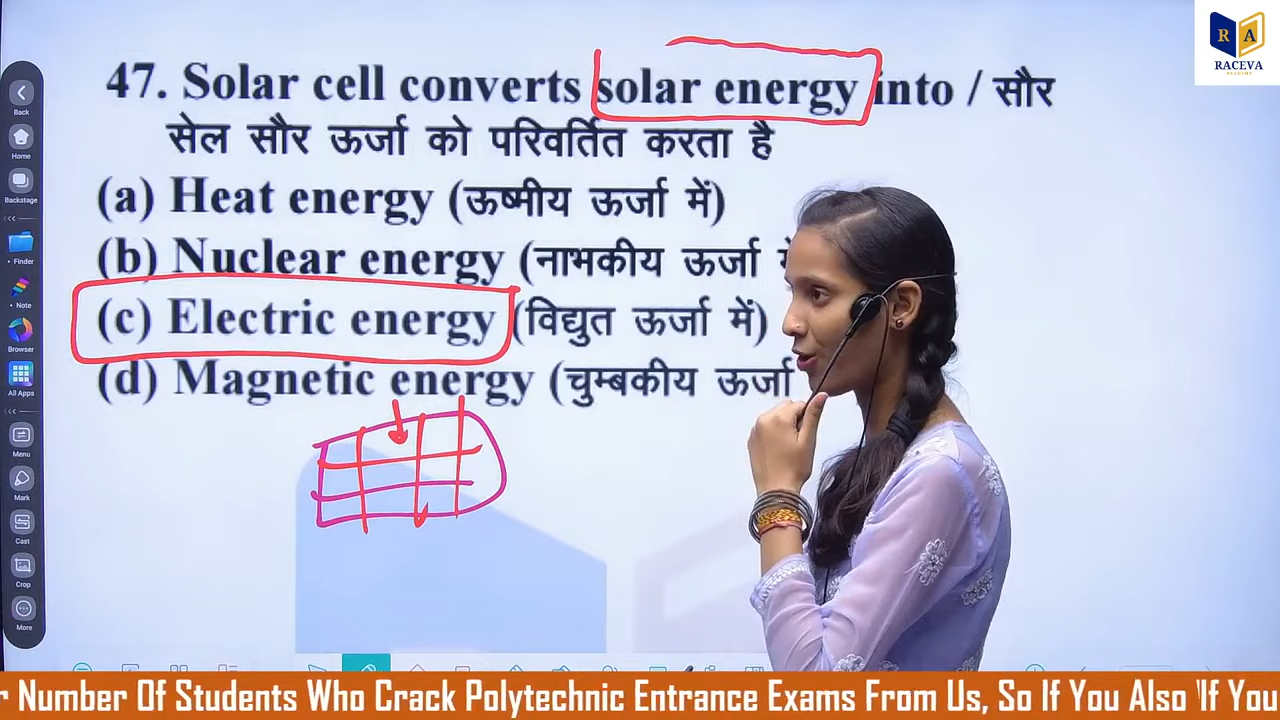 47. Solar cell converts solar energy into / सौर
सेल सौर ऊर्जा को परिवर्तित करता है
(a) Heat energy (ऊष्मीय ऊर्जा में)
(b) Nuclear energy (नाभकीय ऊर्जा
(c) Electric energy (विद्युत ऊर्जा में)
(d) Magnetic energy (चुम्बकीय ऊर्जा
R A
RACEVA
ACADEMY
Back
Home
Backstage
Finder
Note
Browser
All Apps
Menu
Mark
Cast
Crop
More
r Number Of Students Who Crack Polytechnic Entrance Exams From Us, So If You Also 'If You